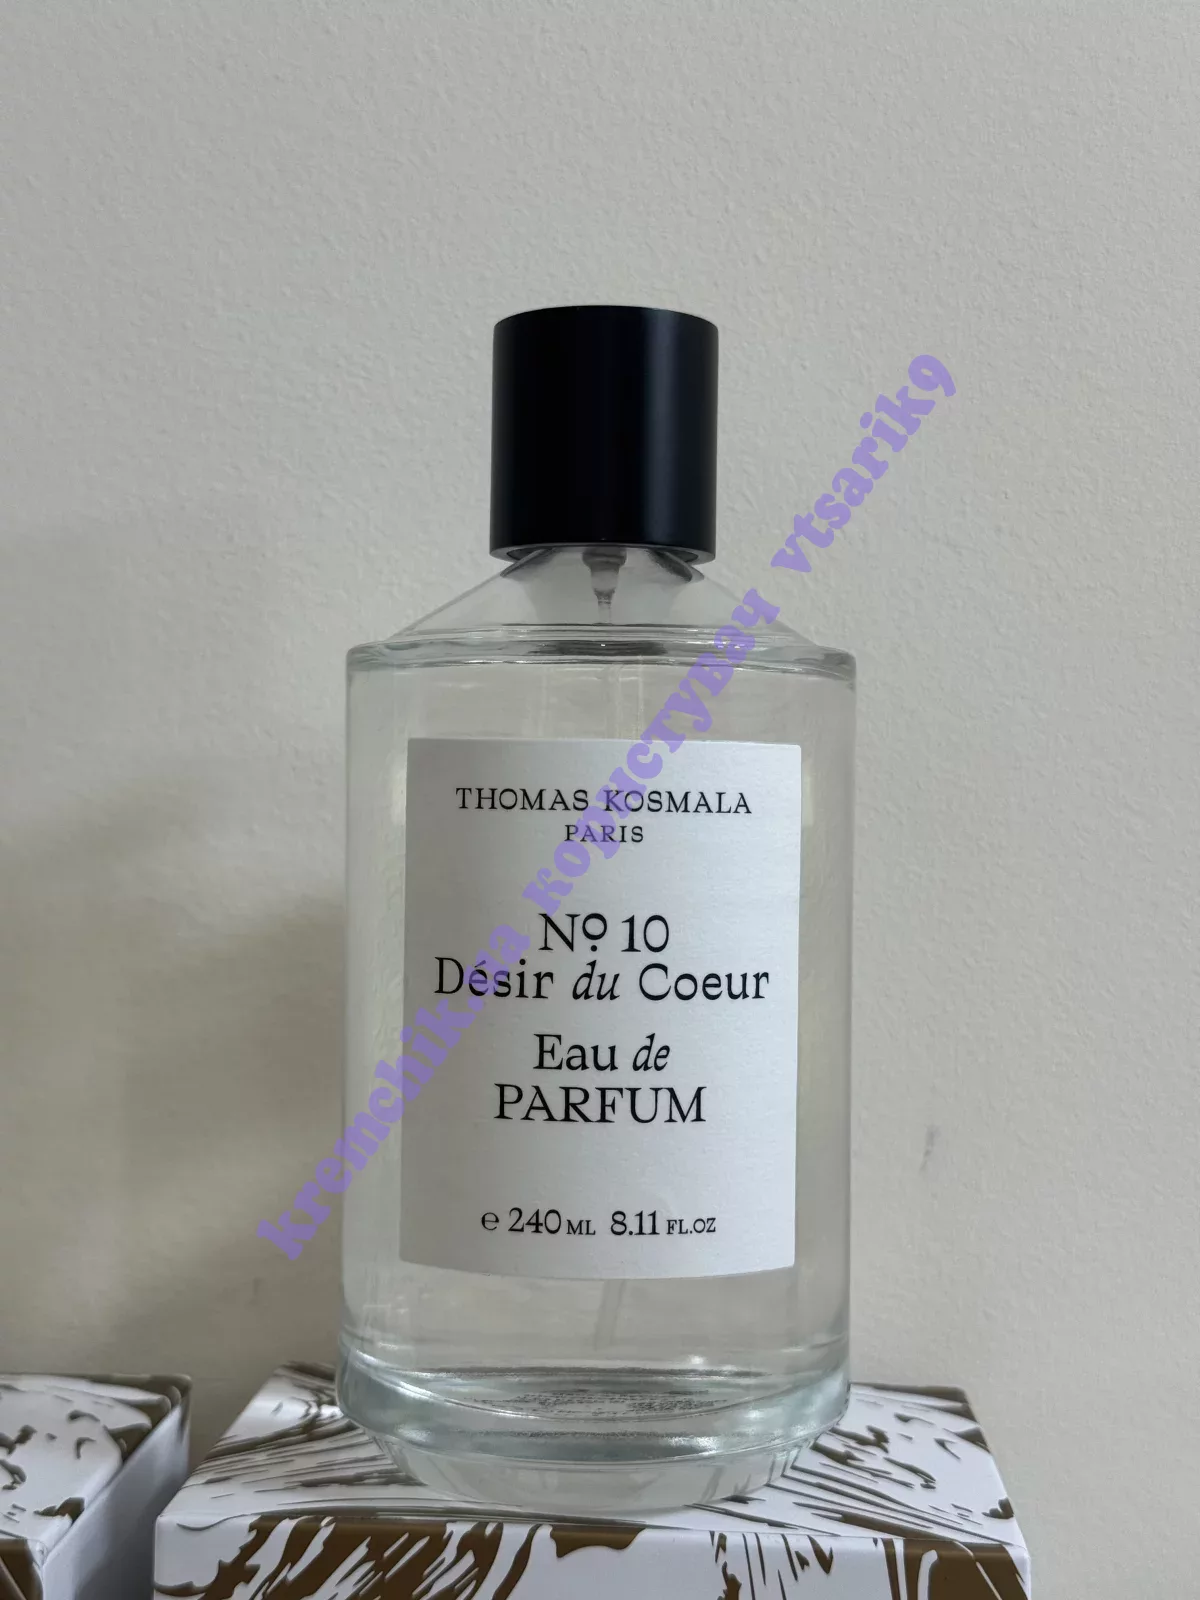 THOMAS KOSMALA
PARIS
Nº 10
Désir du Coeur
Eau de
PARFUM
℮ 240 ML 8.11 FL.OZ
kremchik.ua користувач vtsarik9